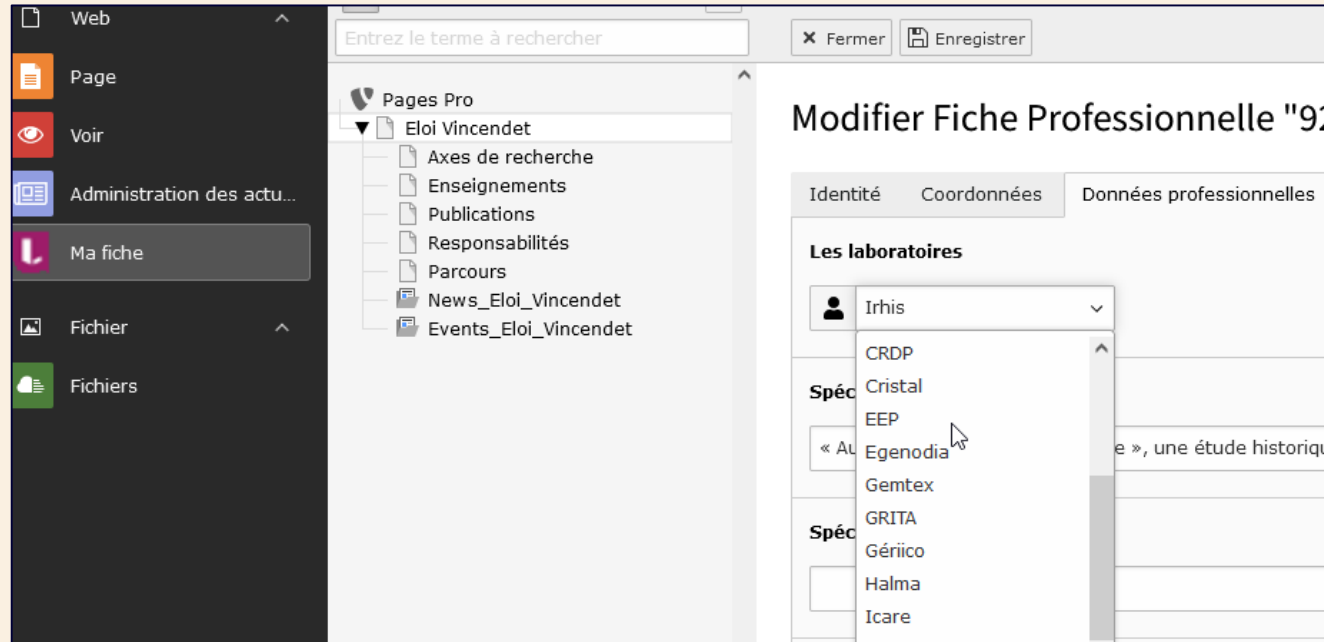 Web
Page
Voir
Administration des actu...
Ma fiche
Fichier
Fichiers
Entrez le terme à rechercher
Pages Pro
Eloi Vincendet
Axes de recherche
Enseignements
Publications
Responsabilités
Parcours
News_Eloi_Vincendet
Events_Eloi_Vincendet
Fermer Enregistrer
Modifier Fiche Professionnelle "92
Identité Coordonnées Données professionnelles
Les laboratoires
Irhis
CRDP
Cristal
Spéc
EEP
« Au
Egenodia
e », une étude historiqu
Gemtex
GRITA
Spéc
Gériico
Halma
Icare